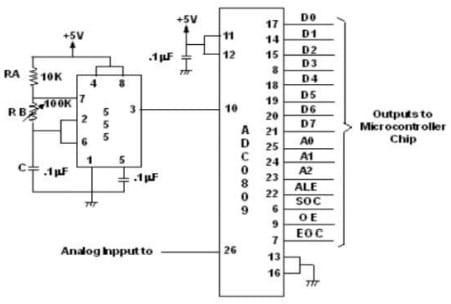 +5V
RA
10K
100K
RB
C
.1µF
4
8
7
2
6
3
1
5
5
5
5
.1µF
+5V
.1µF
11
12
10
26
Analog Inpput to
ADC0809
17
14
15
8
18
19
20
21
25
24
23
22
6
9
7
13
16
D0
D1
D2
D3
D4
D5
D6
D7
A0
A1
A2
ALE
SOC
OE
EOC
Outputs to
Microcontroller
Chip